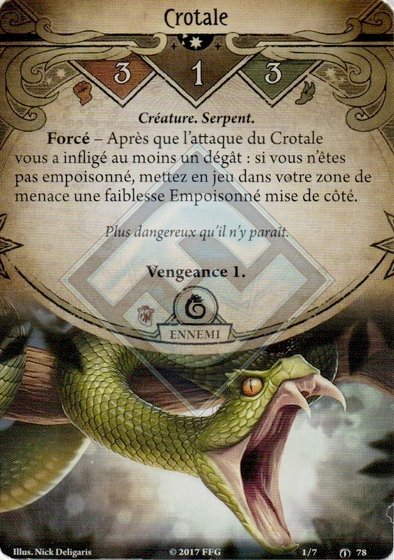 Crotale
3 1 3
Créature. Serpent.
Forcé – Après que l'attaque du Crotale
vous a infligé au moins un dégât : si vous n'êtes
pas empoisonné, mettez en jeu dans votre zone de
menace une faiblesse Empoisonné mise de côté.
Plus dangereux qu'il n'y paraît.
Vengeance 1.
ENNEMI
Illus. Nick Deligaris © 2017 FFG 1/7 78